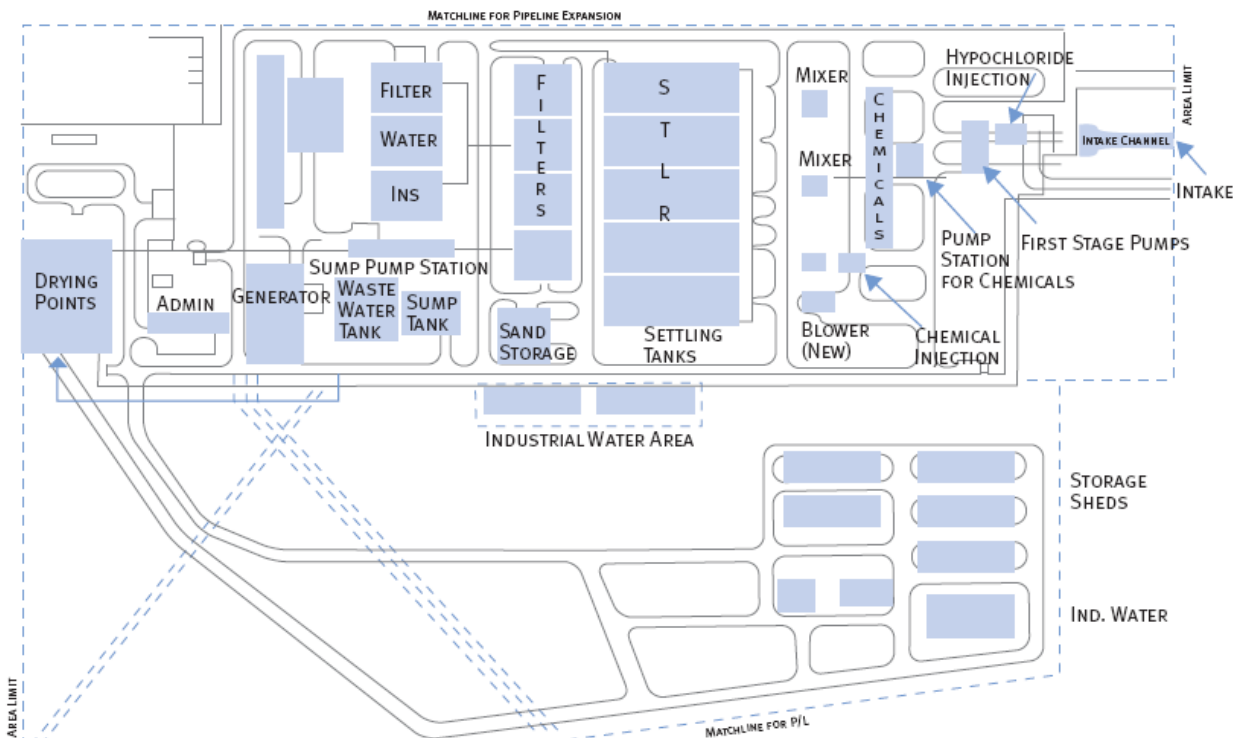 MATCHLINE FOR PIPELINE EXPANSION
HYPOCHLORIDE
INJECTION
AREA LIMIT
MIXER
FILTER
WATER
INS
F
I
L
T
E
R
S
S
T
L
R
MIXER
CHEMICALS
INTAKE CHANNEL
INTAKE
FIRST STAGE PUMPS
PUMP
STATION
FOR CHEMICALS
DRYING
POINTS
ADMIN
GENERATOR
SUMP PUMP STATION
WASTE
WATER
TANK
SUMP
TANK
SAND
STORAGE
SETTLING
TANKS
BLOWER
(NEW)
CHEMICAL
INJECTION
INDUSTRIAL WATER AREA
STORAGE
SHEDS
IND. WATER
AREA LIMIT
MATCHLINE FOR P/L